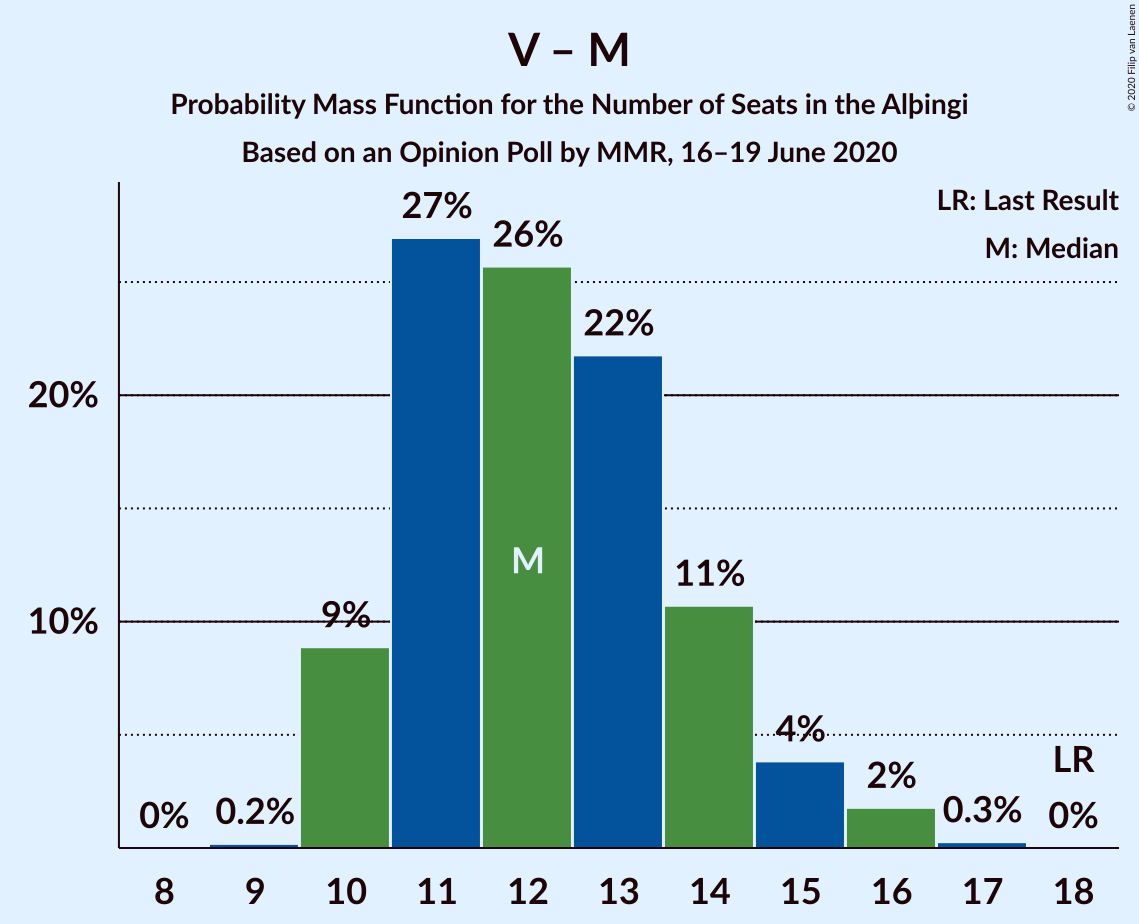 V – M
Probability Mass Function for the Number of Seats in the Alþingi
Based on an Opinion Poll by MMR, 16–19 June 2020
© 2020 Filip van Laenen
LR: Last Result
M: Median
27%
26%
22%
20%
M
11%
10%
9%
4%
LR
2%
0%
0.2%
0.3%
0%
8 9 10 11 12 13 14 15 16 17 18